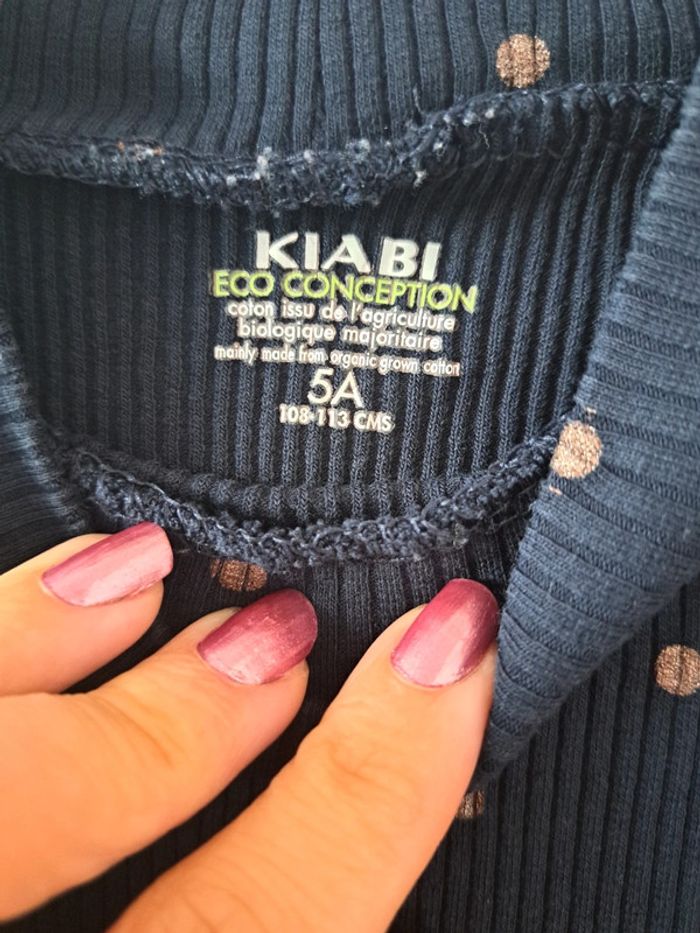 KIABI
ECO CONCEPTION
coton issu de l'agriculture
biologique majoritaire
mainly made from organic grown cotton
5A
108-113 CMS